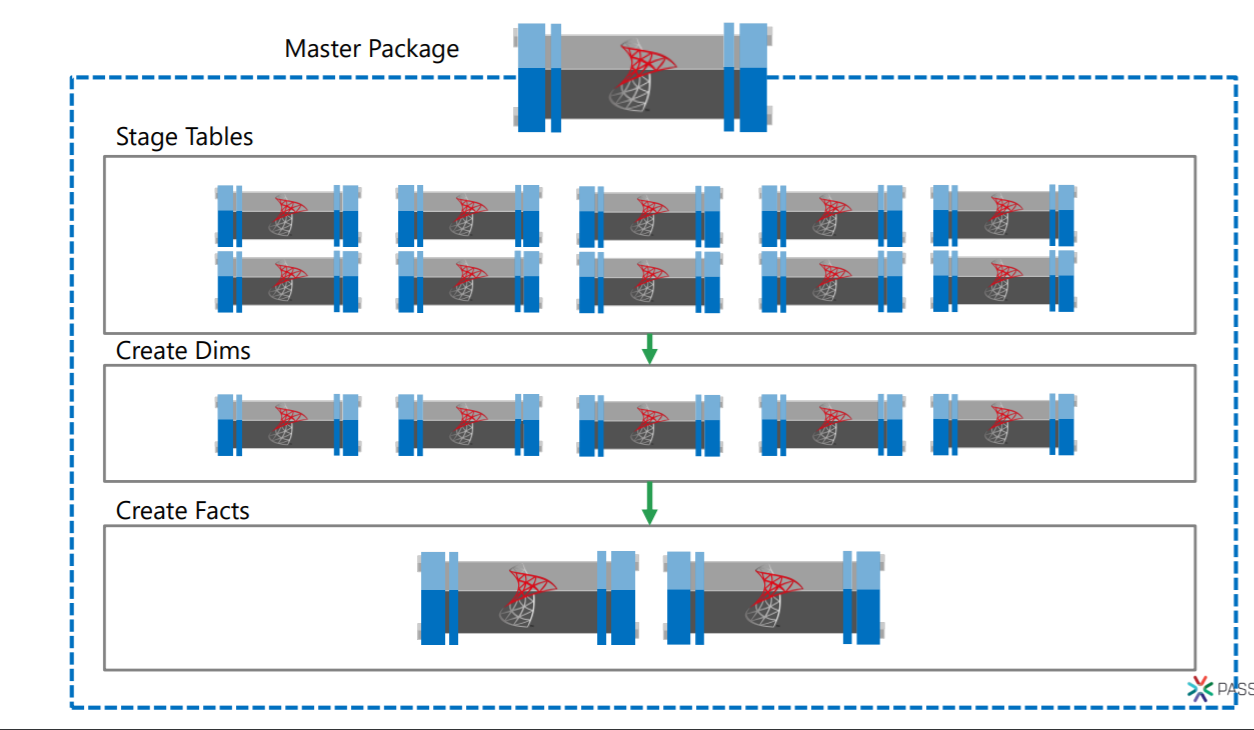 Master Package
Stage Tables
Create Dims
Create Facts
PASS